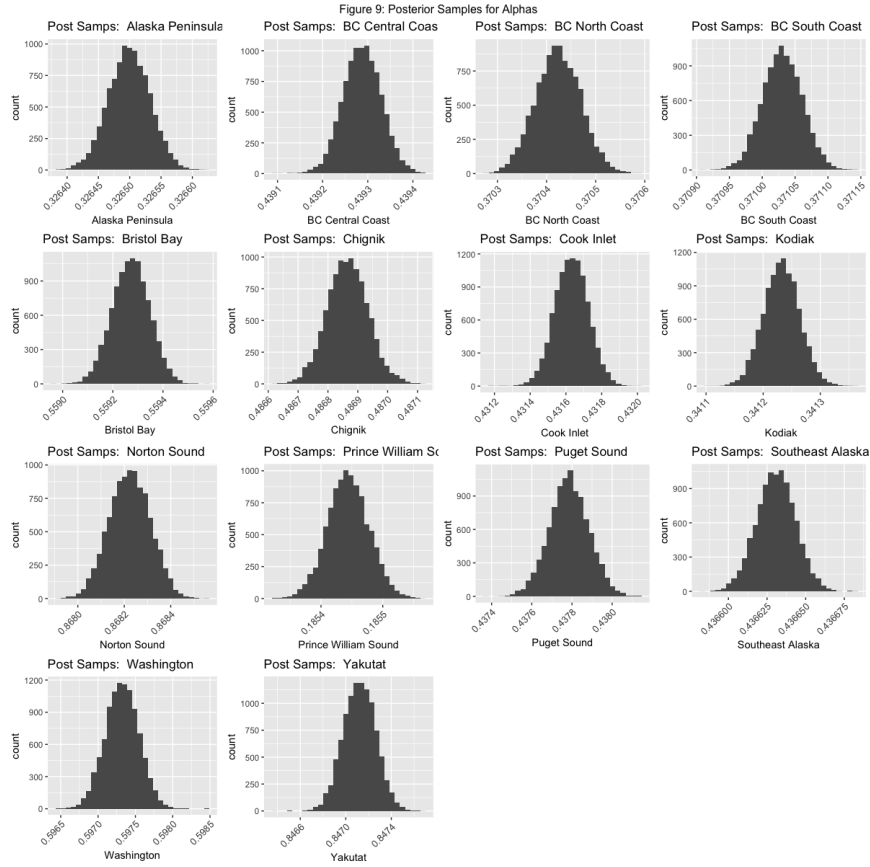 Figure 9: Posterior Samples for Alphas
Post Samps: Alaska Peninsula
count
1000
750
500
250
0
0.32640
0.32645
0.32650
0.32655
0.32660
Alaska Peninsula
Post Samps: BC Central Coas
count
1000
750
500
250
0
0.4391
0.4392
0.4393
0.4394
BC Central Coast
Post Samps: BC North Coast
count
750
500
250
0
0.3703
0.3704
0.3705
0.3706
BC North Coast
Post Samps: BC South Coast
count
900
600
300
0
0.37090
0.37095
0.37100
0.37105
0.37110
0.37115
BC South Coast
Post Samps: Bristol Bay
count
900
600
300
0
0.5590
0.5592
0.5594
0.5596
Bristol Bay
Post Samps: Chignik
count
1000
750
500
250
0
0.4866
0.4867
0.4868
0.4869
0.4870
0.4871
Chignik
Post Samps: Cook Inlet
count
1200
900
600
300
0
0.4312
0.4314
0.4316
0.4318
0.4320
Cook Inlet
Post Samps: Kodiak
count
1200
900
600
300
0
0.3411
0.3412
0.3413
Kodiak
Post Samps: Norton Sound
count
1000
750
500
250
0
0.8680
0.8682
0.8684
Norton Sound
Post Samps: Prince William Sc
count
1000
750
500
250
0
0.1854
0.1855
Prince William Sound
Post Samps: Puget Sound
count
900
600
300
0
0.4374
0.4376
0.4378
0.4380
Puget Sound
Post Samps: Southeast Alaska
count
900
600
300
0
0.436600
0.436625
0.436650
0.436675
Southeast Alaska
Post Samps: Washington
count
1200
900
600
300
0
0.5965
0.5970
0.5975
0.5980
0.5985
Washington
Post Samps: Yakutat
count
1000
750
500
250
0
0.8466
0.8470
0.8474
Yakutat